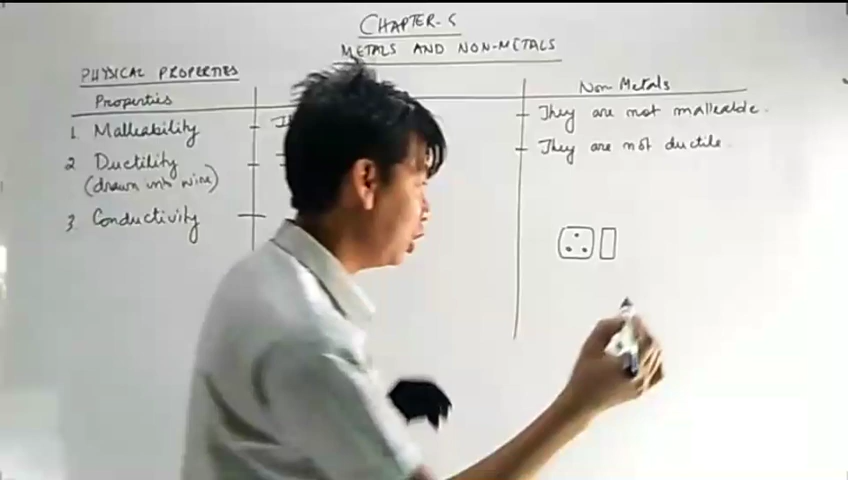 CHAPTER-5
METALS AND NON-METALS
PHYSICAL PROPERTIES
Properties
Non-Metals
1. Malleability
They are not malleable.
2 Ductility
They are not ductile.
(drawn into wire)
3. Conductivity